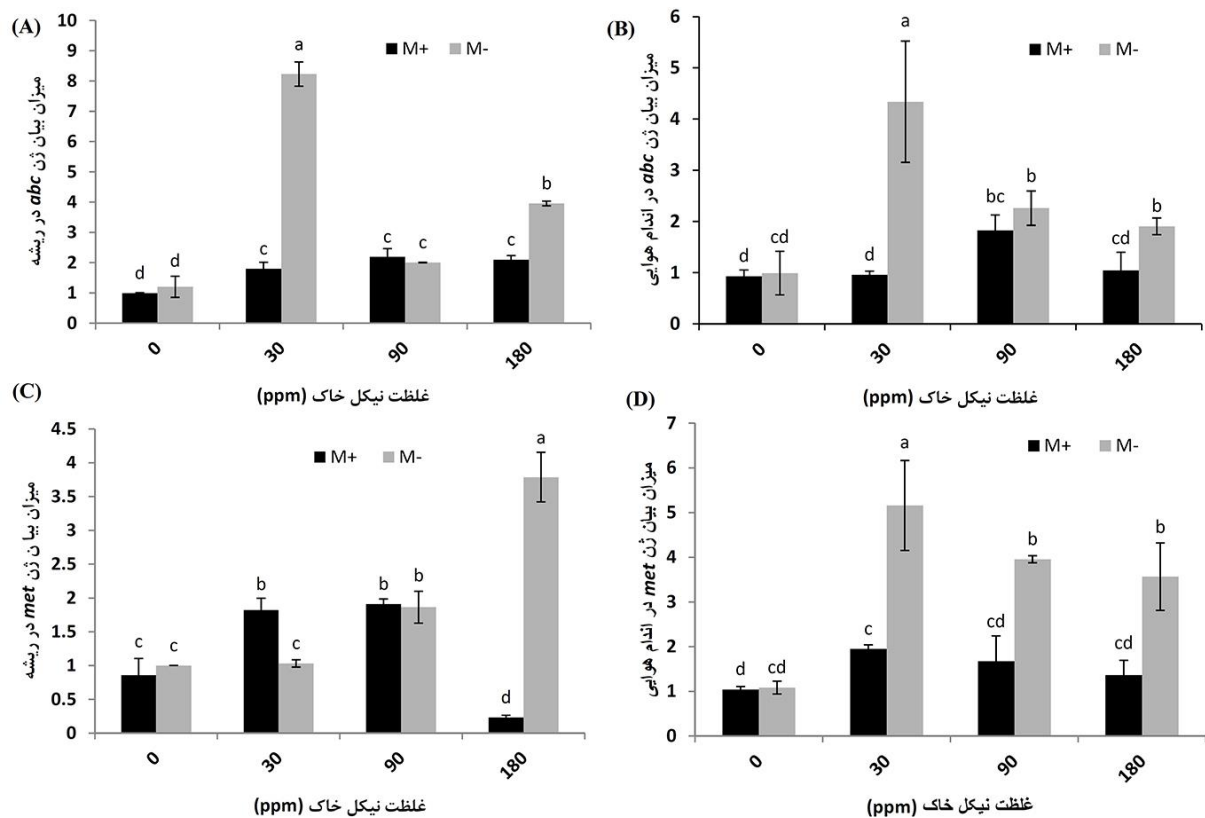 (A)
میزان بیان ژن abc در ریشه
10
9
8
7
6
5
4
3
2
1
0
M+ M-
d d c a c c c b
0 30 90 180
غلظت نیکل خاک (ppm)
(B)
میزان بیان ژن abc در اندام هوایی
6
5
4
3
2
1
0
M+ M-
d cd d a bc b cd b
0 30 90 180
غلظت نیکل خاک (ppm)
(C)
میزان بیا ن ژن met در ریشه
4.5
4
3.5
3
2.5
2
1.5
1
0.5
0
M+ M-
c c b c b b d a
0 30 90 180
غلظت نیکل خاک (ppm)
(D)
میزان بیان ژن met در اندام هوایی
7
6
5
4
3
2
1
0
M+ M-
d cd c a cd b cd b
0 30 90 180
غلظت نیکل خاک (ppm)